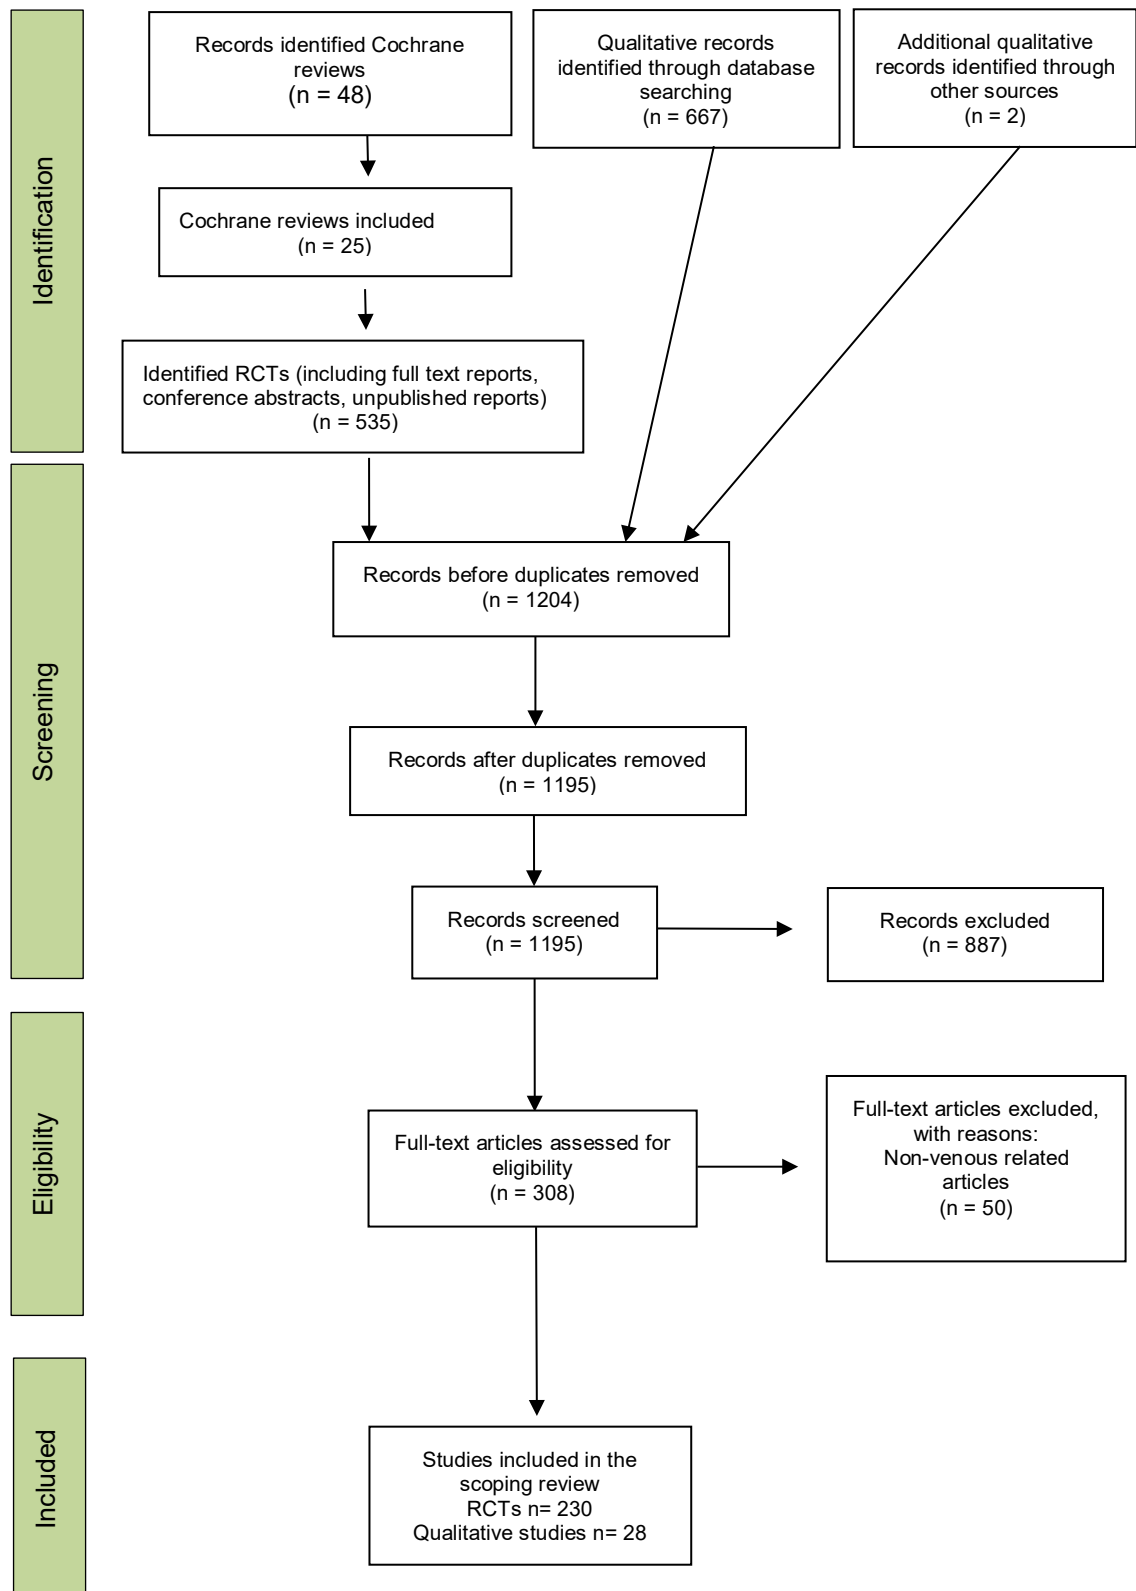 Identification
Records identified Cochrane
reviews
(n = 48)
Qualitative records
identified through database
searching
(n = 667)
Additional qualitative
records identified through
other sources
(n = 2)
Cochrane reviews included
(n = 25)
Identified RCTs (including full text reports,
conference abstracts, unpublished reports)
(n = 535)
Screening
Records before duplicates removed
(n = 1204)
Records after duplicates removed
(n = 1195)
Records screened
(n = 1195)
Records excluded
(n = 887)
Eligibility
Full-text articles assessed for
eligibility
(n = 308)
Full-text articles excluded,
with reasons:
Non-venous related
articles
(n = 50)
Included
Studies included in the
scoping review
RCTs n= 230
Qualitative studies n= 28